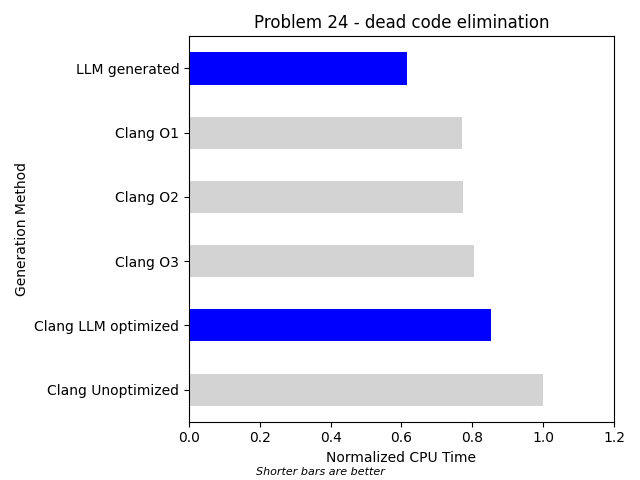 Problem 24 - dead code elimination
LLM generated
Clang O1
Clang O2
Clang O3
Clang LLM optimized
Clang Unoptimized
Generation Method
0.0 0.2 0.4 0.6 0.8 1.0 1.2
Normalized CPU Time
Shorter bars are better